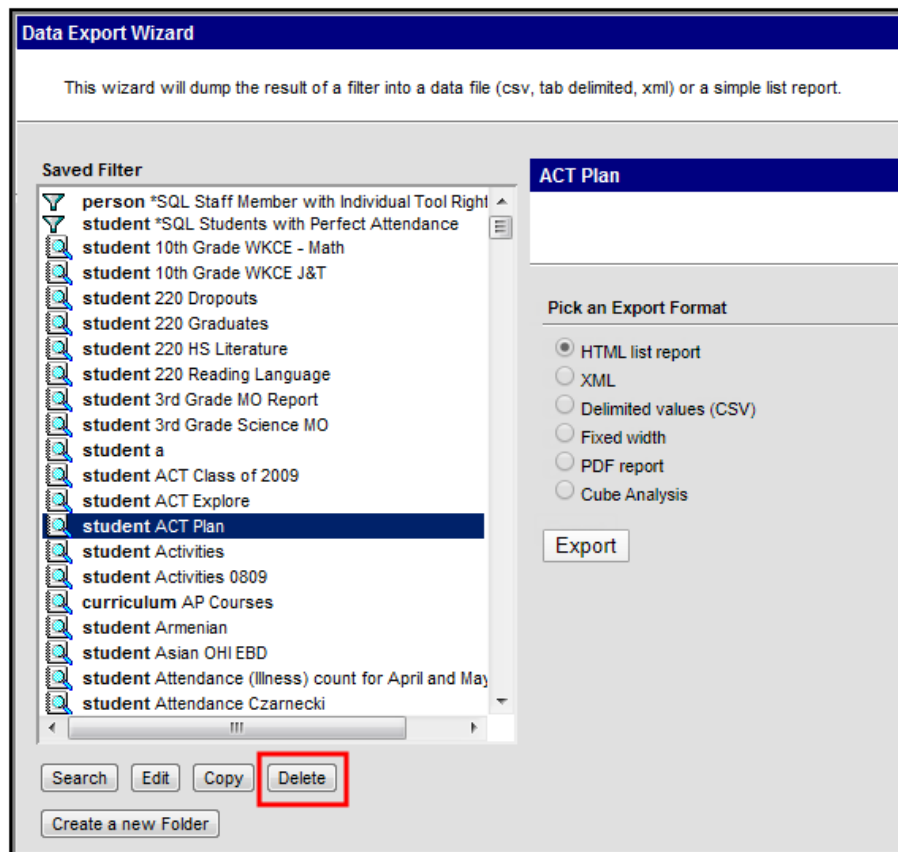 Data Export Wizard
This wizard will dump the result of a filter into a data file (csv, tab delimited, xml) or a simple list report.
Saved Filter
person *SQL Staff Member with Individual Tool Right
student *SQL Students with Perfect Attendance
student 10th Grade WKCE - Math
student 10th Grade WKCE J&T
student 220 Dropouts
student 220 Graduates
student 220 HS Literature
student 220 Reading Language
student 3rd Grade MO Report
student 3rd Grade Science MO
student a
student ACT Class of 2009
student ACT Explore
student ACT Plan
student Activities
student Activities 0809
curriculum AP Courses
student Armenian
student Asian OHI EBD
student Attendance (Illness) count for April and May
student Attendance Czarnecki
Search Edit Copy Delete
Create a new Folder
ACT Plan
Pick an Export Format
HTML list report
XML
Delimited values (CSV)
Fixed width
PDF report
Cube Analysis
Export